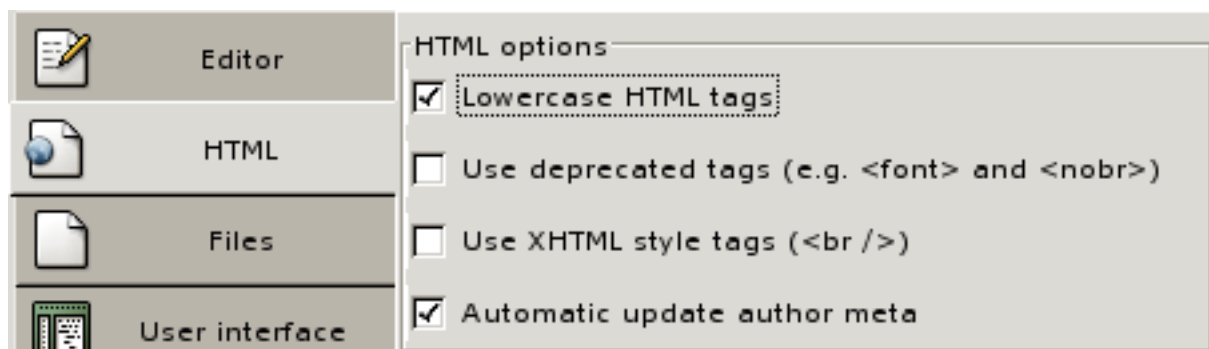 Editor
HTML
Files
User interface
HTML options
Lowercase HTML tags
Use deprecated tags (e.g. <font> and <nobr>)
Use XHTML style tags (<br />)
Automatic update author meta